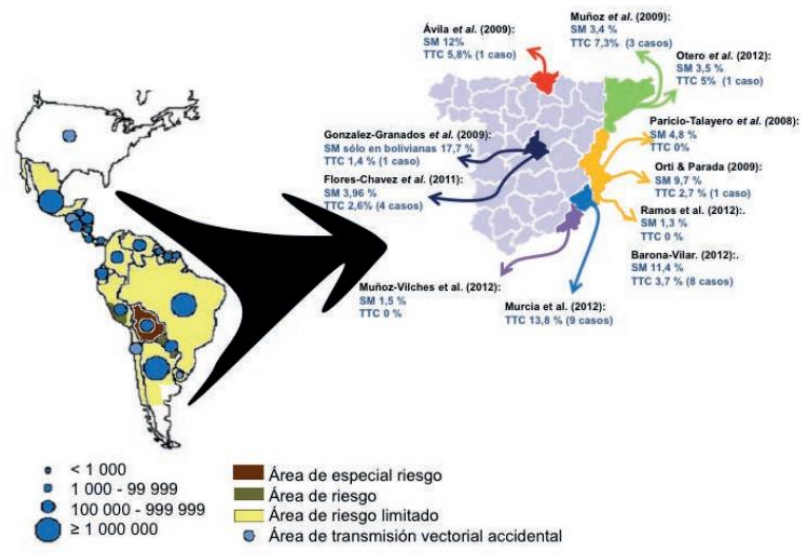 Ávila et al. (2009):
SM 12%
TTC 5,8% (1 caso)
Muñoz et al. (2009):
SM 3,4 %
TTC 7,3% (3 casos)
Otero et al. (2012):
SM 3,5 %
TTC 5% (1 caso)
Gonzalez-Granados et al. (2009):
SM sólo en bolivianas 17,7 %
TTC 1,4 % (1 caso)
Flores-Chavez et al. (2011):
SM 3,96 %
TTC 2,6% (4 casos)
Paricio-Talayero et al. (2008):
SM 4,8 %
TTC 0%
Orti & Parada (2009):
SM 9,7 %
TTC 2,7 % (1 caso)
Ramos et al. (2012):.
SM 1,3 %
TTC 0 %
Barona-Vilar. (2012):.
SM 11,4 %
TTC 3,7 % (8 casos)
Muñoz-Vilches et al. (2012):
SM 1,5 %
TTC 0 %
Murcia et al. (2012):
TTC 13,8 % (9 casos)
< 1 000
1 000 - 99 999
100 000 - 999 999
≥ 1 000 000
Área de especial riesgo
Área de riesgo
Área de riesgo limitado
Área de transmisión vectorial accidental